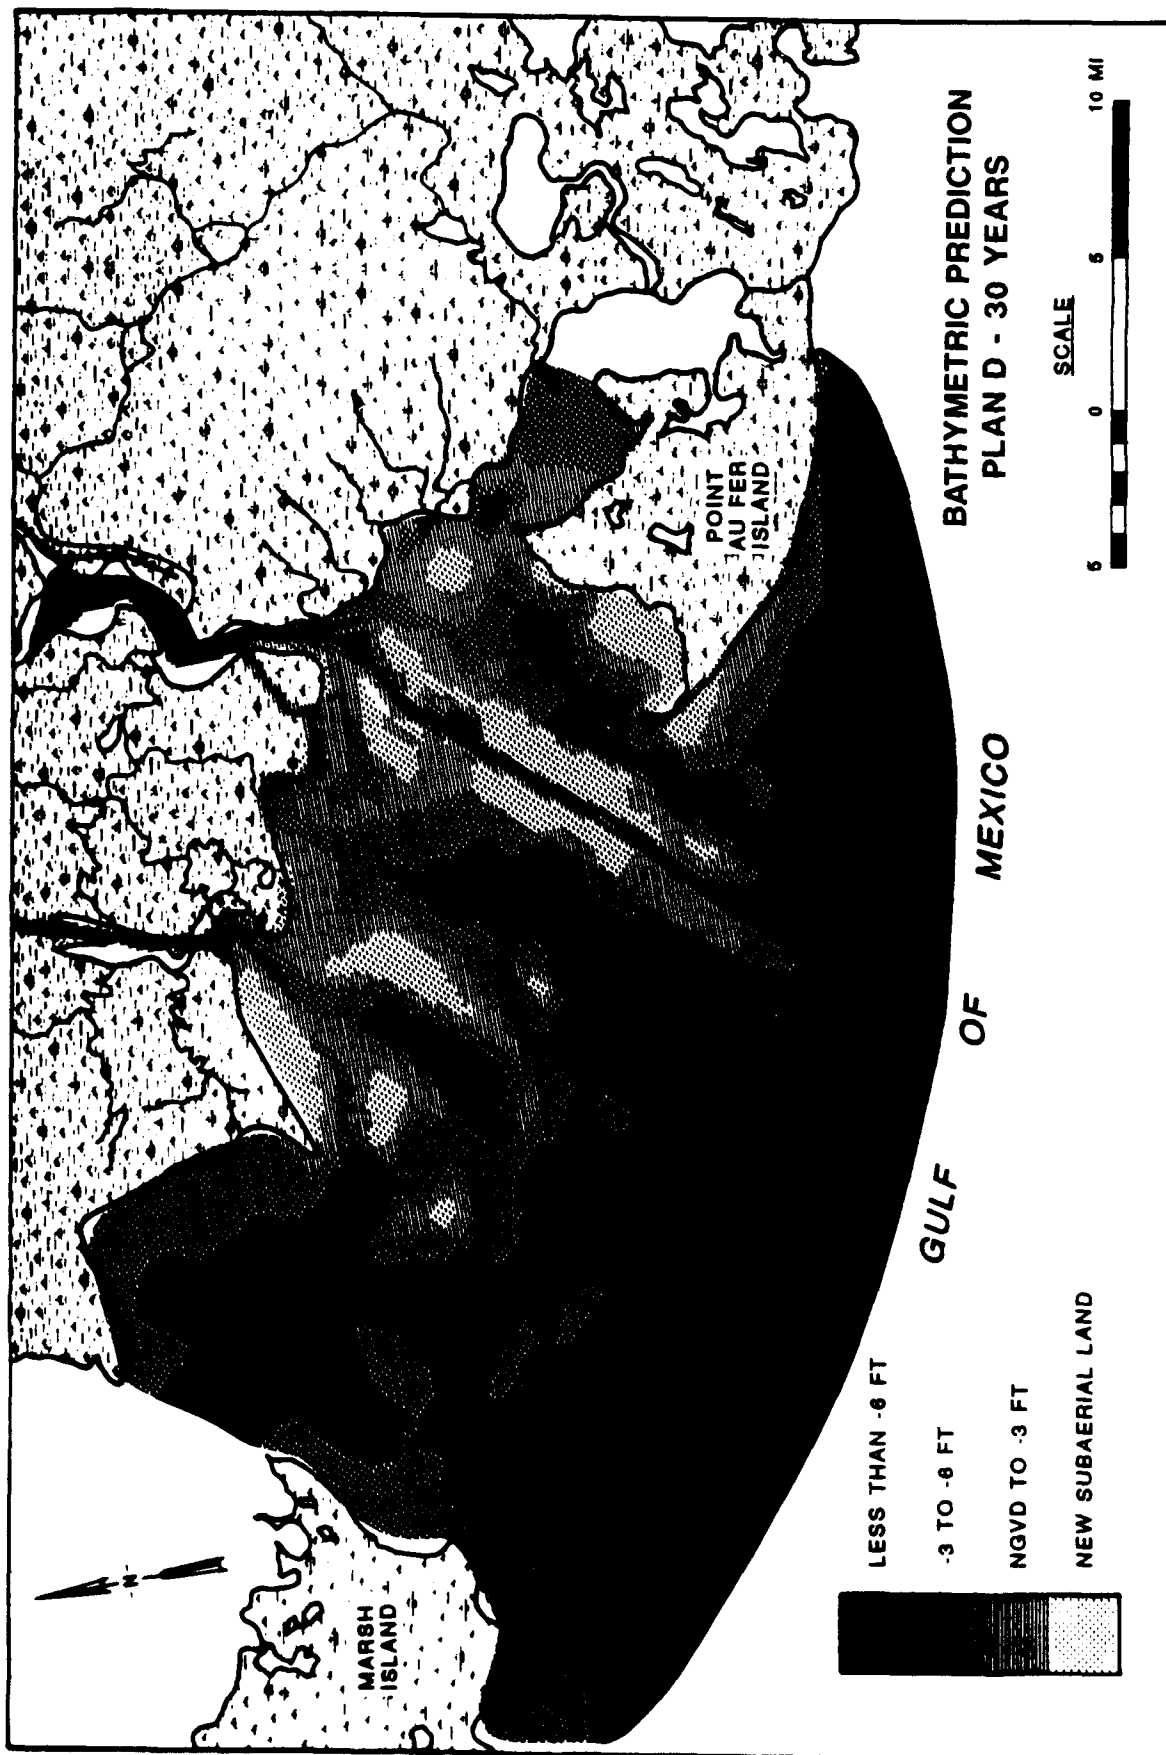 BATHYMETRIC PREDICTION
PLAN D - 30 YEARS
SCALE
5 0 5 10 MI
POINT
AU FER
ISLAND
MARSH
ISLAND
N
GULF OF MEXICO
LESS THAN -6 FT
-3 TO -6 FT
NGVD TO -3 FT
NEW SUBAERIAL LAND